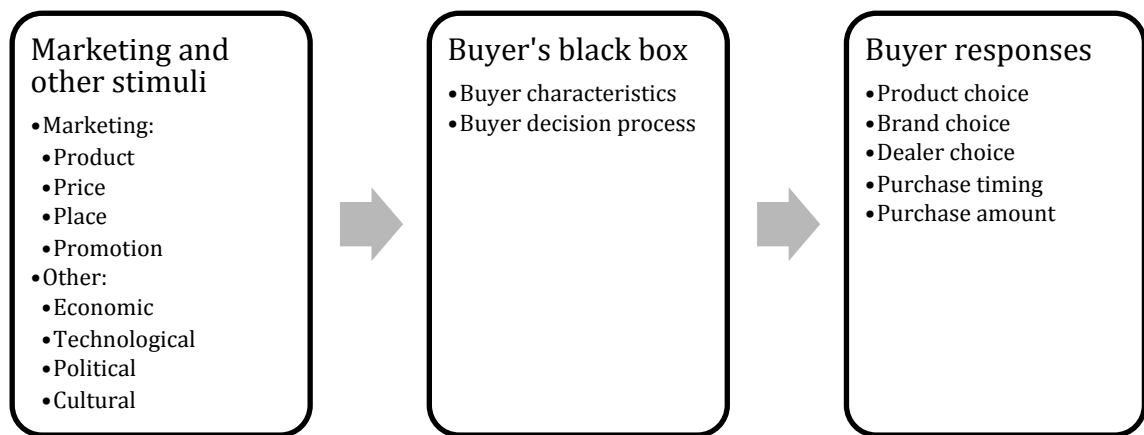 Marketing and
other stimuli
•Marketing:
•Product
•Price
•Place
•Promotion
•Other:
•Economic
•Technological
•Political
•Cultural
Buyer's black box
•Buyer characteristics
•Buyer decision process
Buyer responses
•Product choice
•Brand choice
•Dealer choice
•Purchase timing
•Purchase amount